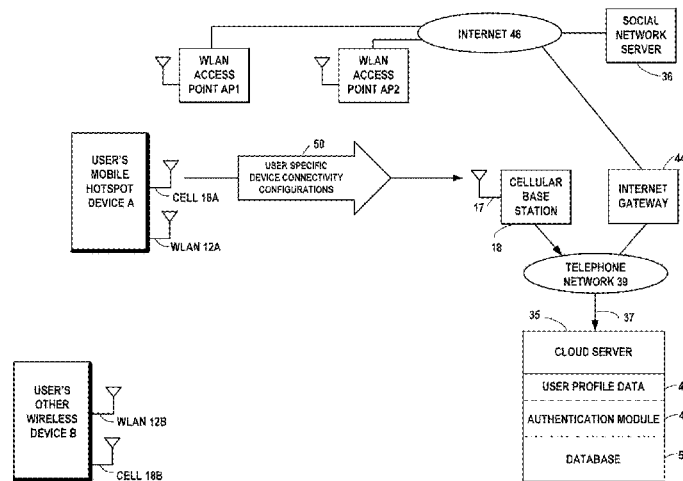 INTERNET 46
SOCIAL
NETWORK
SERVER
36
WLAN
ACCESS
POINT AP1
WLAN
ACCESS
POINT AP2
USER'S
MOBILE
HOTSPOT
DEVICE A
CELL 16A
WLAN 12A
50
USER SPECIFIC
DEVICE CONNECTIVITY
CONFIGURATIONS
17
CELLULAR
BASE
STATION
18
44
INTERNET
GATEWAY
TELEPHONE
NETWORK 39
35
37
CLOUD SERVER
USER PROFILE DATA
AUTHENTICATION MODULE
DATABASE
USER'S
OTHER
WIRELESS
DEVICE B
WLAN 12B
CELL 18B